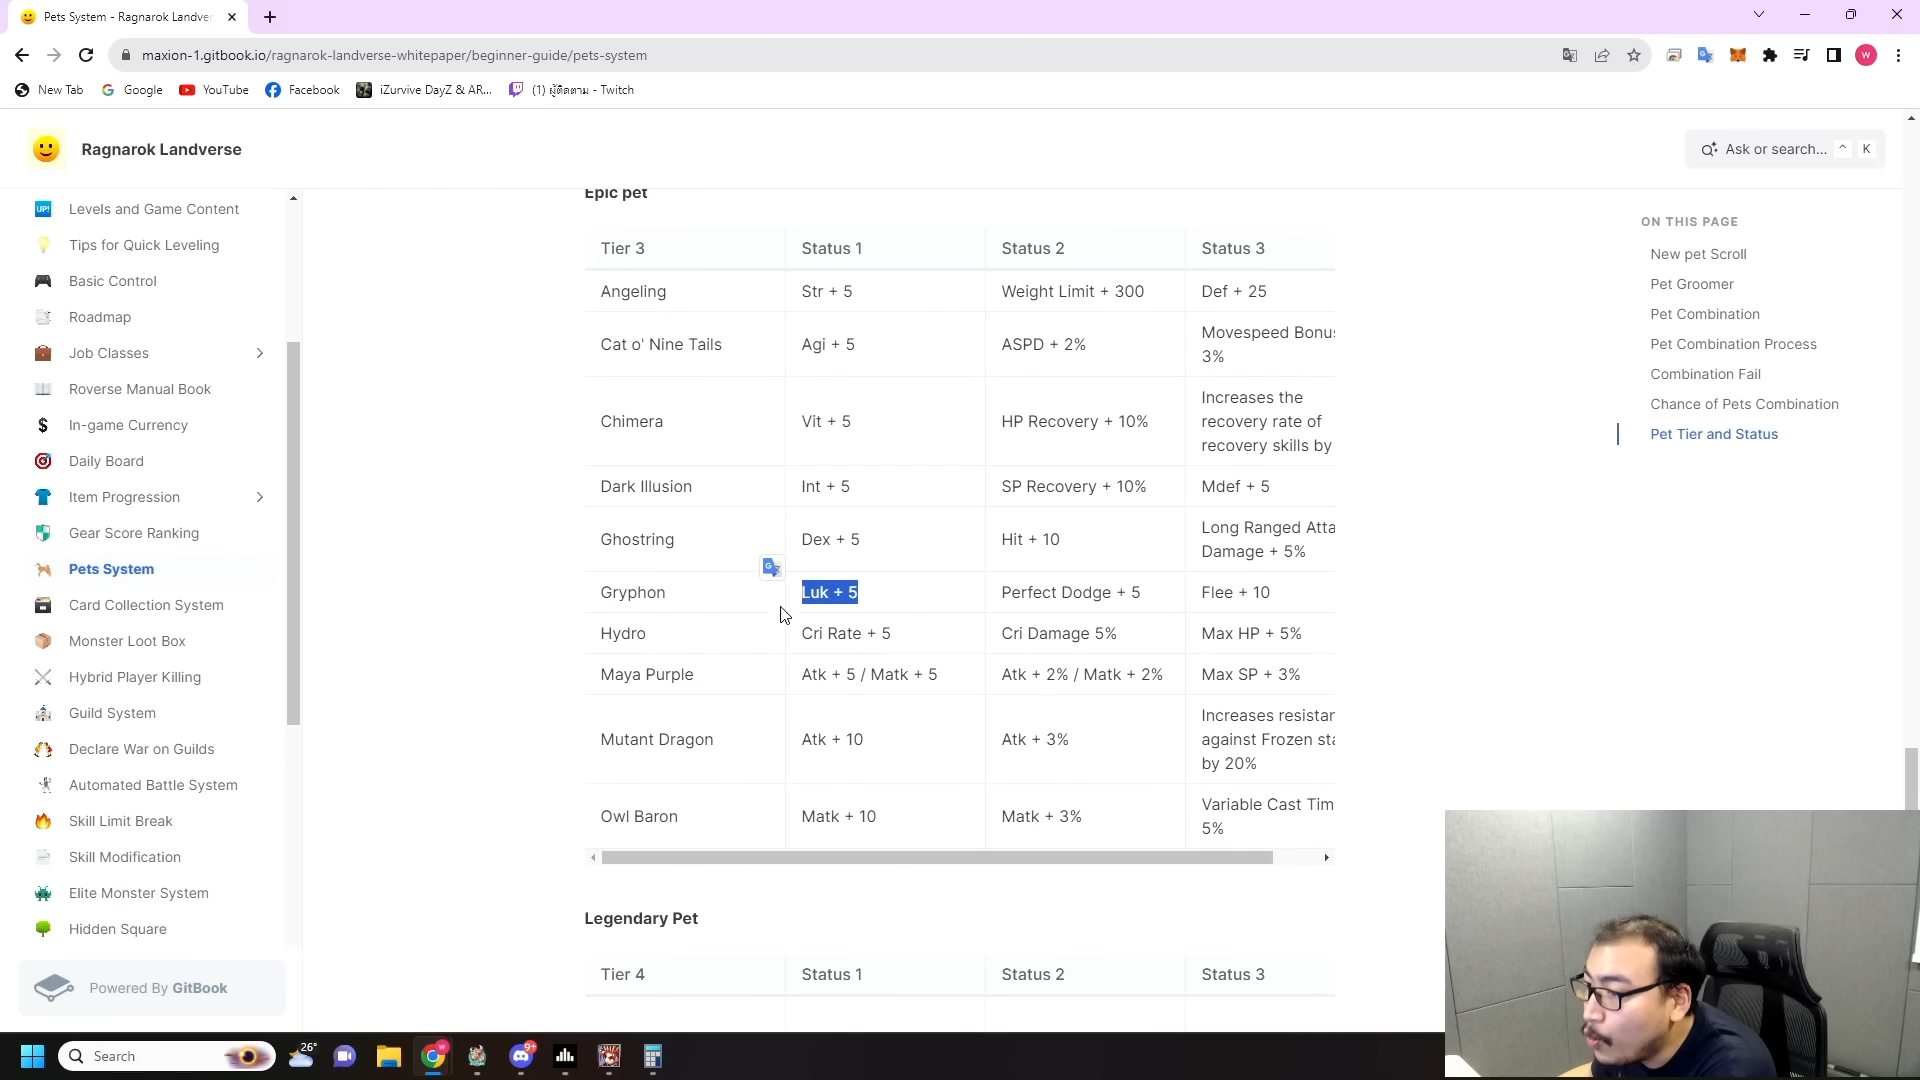 Pets System - Ragnarok Landver
maxion-1.gitbook.io/ragnarok-landverse-whitepaper/beginner-guide/pets-system
New Tab
Google
YouTube
Facebook
iZurvive DayZ & AR...
(1) ผู้ติดตาม - Twitch
Ragnarok Landverse
Ask or search... ^ K
Levels and Game Content
Tips for Quick Leveling
Basic Control
Roadmap
Job Classes
Roverse Manual Book
In-game Currency
Daily Board
Item Progression
Gear Score Ranking
Pets System
Card Collection System
Monster Loot Box
Hybrid Player Killing
Guild System
Declare War on Guilds
Automated Battle System
Skill Limit Break
Skill Modification
Elite Monster System
Hidden Square
Powered By GitBook
Epic pet
Tier 3 Status 1 Status 2 Status 3
Angeling Str + 5 Weight Limit + 300 Def + 25
Cat o' Nine Tails Agi + 5 ASPD + 2% Movespeed Bonus
3%
Chimera Vit + 5 HP Recovery + 10% Increases the
recovery rate of
recovery skills by
Dark Illusion Int + 5 SP Recovery + 10% Mdef + 5
Ghostring Dex + 5 Hit + 10 Long Ranged Atta
Damage + 5%
Gryphon Luk + 5 Perfect Dodge + 5 Flee + 10
Hydro Cri Rate + 5 Cri Damage 5% Max HP + 5%
Maya Purple Atk + 5 / Matk + 5 Atk + 2% / Matk + 2% Max SP + 3%
Mutant Dragon Atk + 10 Atk + 3% Increases resistan
against Frozen sta
by 20%
Owl Baron Matk + 10 Matk + 3% Variable Cast Tim
5%
Legendary Pet
Tier 4 Status 1 Status 2 Status 3
ON THIS PAGE
New pet Scroll
Pet Groomer
Pet Combination
Pet Combination Process
Combination Fail
Chance of Pets Combination
Pet Tier and Status
Search
26°
9+